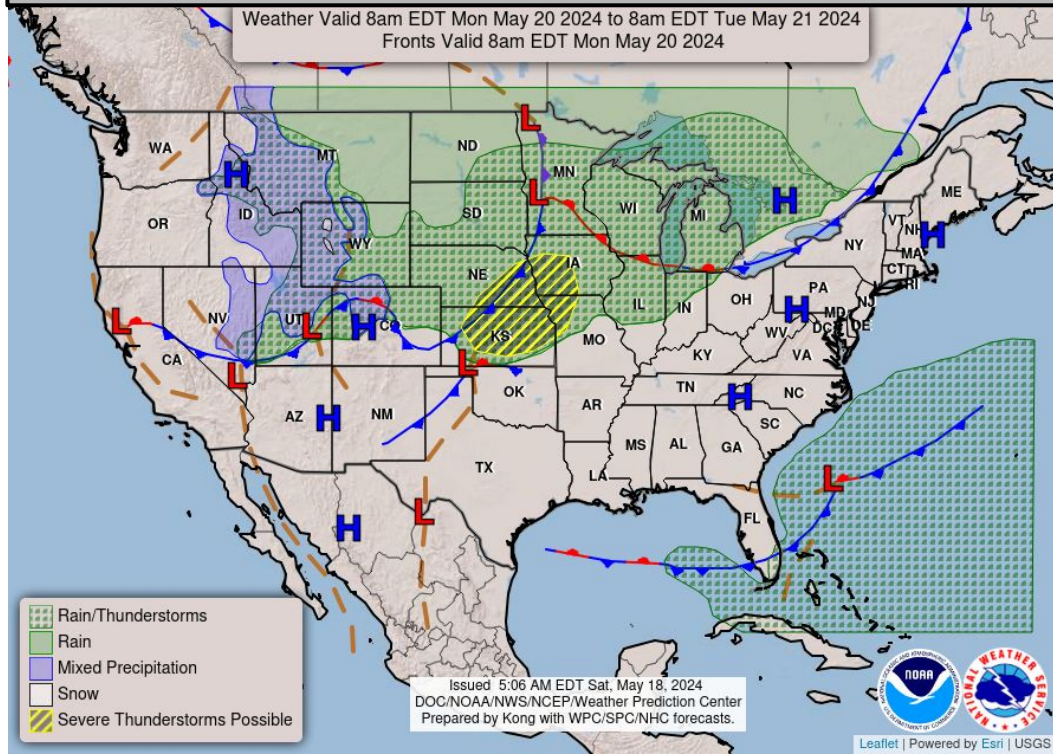 Weather Valid 8am EDT Mon May 20 2024 to 8am EDT Tue May 21 2024
Fronts Valid 8am EDT Mon May 20 2024
L
WA
MT
ND
MN
H
L
ME
OR
ID
SD
WI
MI
H
VT
NH
H
WY
NY
MA
CT
RI
NE
IA
PA
NJ
L
NV
UT
L
H
CO
IL
IN
OH
H
MD
DE
WV
DC
CA
KS
MO
KY
VA
L
L
AZ
H
NM
OK
AR
TN
H
NC
SC
TX
MS
AL
GA
LA
L
H
L
FL
Rain/Thunderstorms
Rain
Mixed Precipitation
Snow
Severe Thunderstorms Possible
Issued 5:06 AM EDT Sat, May 18, 2024
DOC/NOAA/NWS/NCEP/Weather Prediction Center
Prepared by Kong with WPC/SPC/NHC forecasts.
NOAA
NATIONAL WEATHER SERVICE
Leaflet | Powered by Esri | USGS